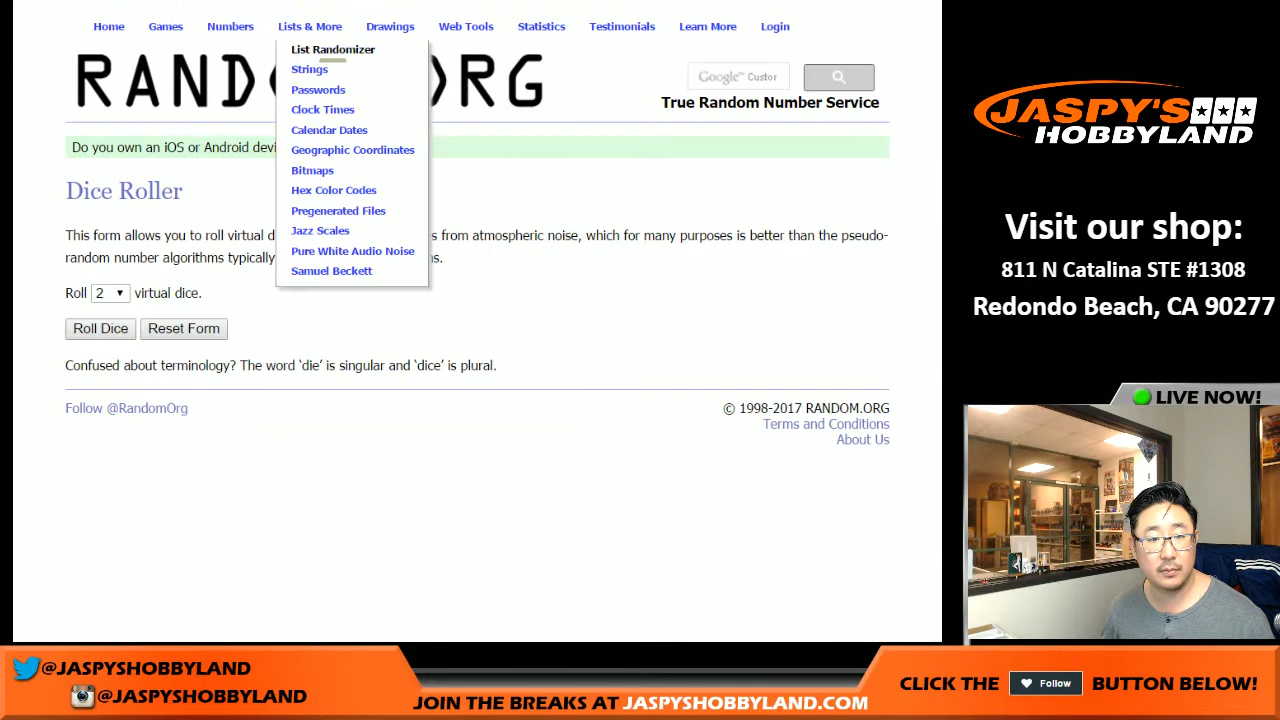 Home Games Numbers Lists & More Drawings Web Tools Statistics Testimonials Learn More Login
RAND ORG
Google™ Custor
True Random Number Service
List Randomizer
Strings
Passwords
Clock Times
Calendar Dates
Geographic Coordinates
Bitmaps
Hex Color Codes
Pregenerated Files
Jazz Scales
Pure White Audio Noise
Samuel Beckett
Do you own an iOS or Android devi
Dice Roller
This form allows you to roll virtual d s from atmospheric noise, which for many purposes is better than the pseudo-
random number algorithms typically ns.
Roll 2 virtual dice.
Roll Dice Reset Form
Confused about terminology? The word ‘die’ is singular and ‘dice’ is plural.
Follow @RandomOrg
© 1998-2017 RANDOM.ORG
Terms and Conditions
About Us
JASPY'S
HOBBYLAND
Visit our shop:
811 N Catalina STE #1308
Redondo Beach, CA 90277
LIVE NOW!
@JASPYSHOBBYLAND
@JASPYSHOBBYLAND
JOIN THE BREAKS AT JASPYSHOBBYLAND.COM
CLICK THE Follow BUTTON BELOW!